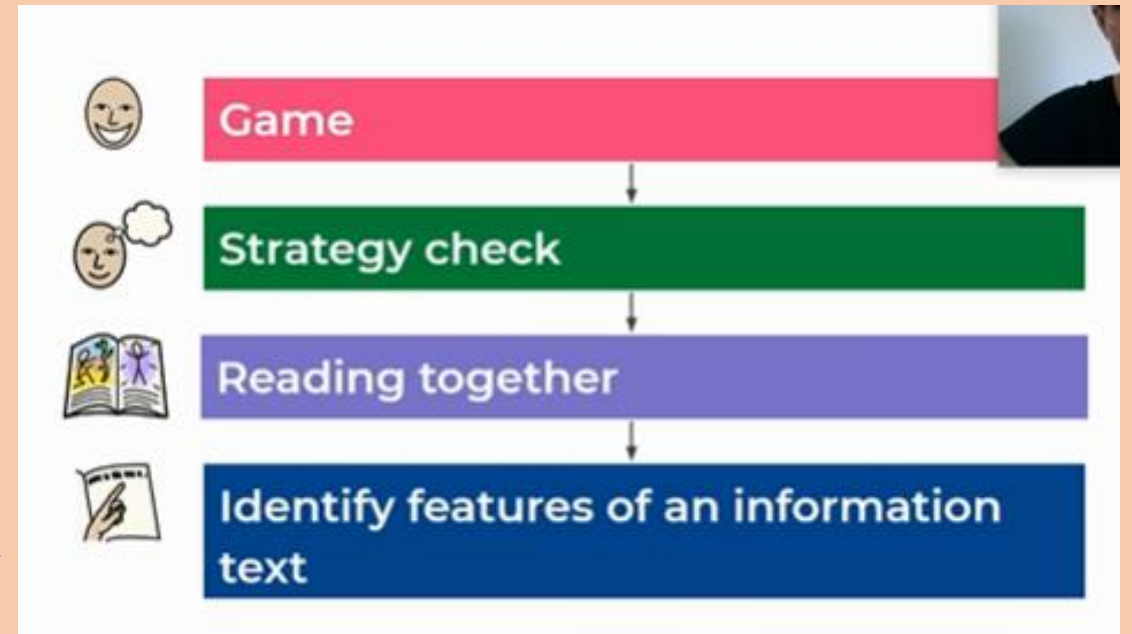 Game
Strategy check
Reading together
Identify features of an information
text